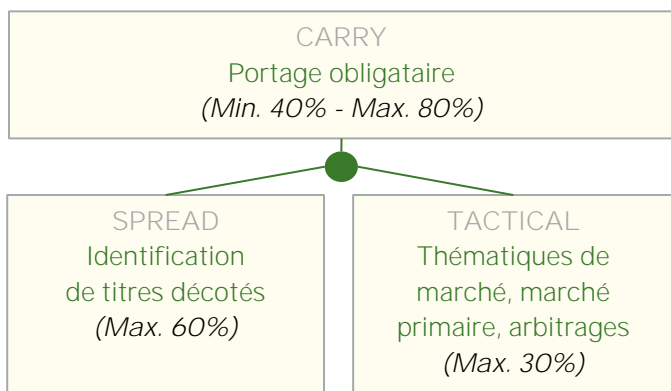 CARRY
Portage obligataire
(Min. 40% - Max. 80%)
SPREAD
Identification
de titres décotés
(Max. 60%)
TACTICAL
Thématiques de
marché, marché
primaire, arbitrages
(Max. 30%)